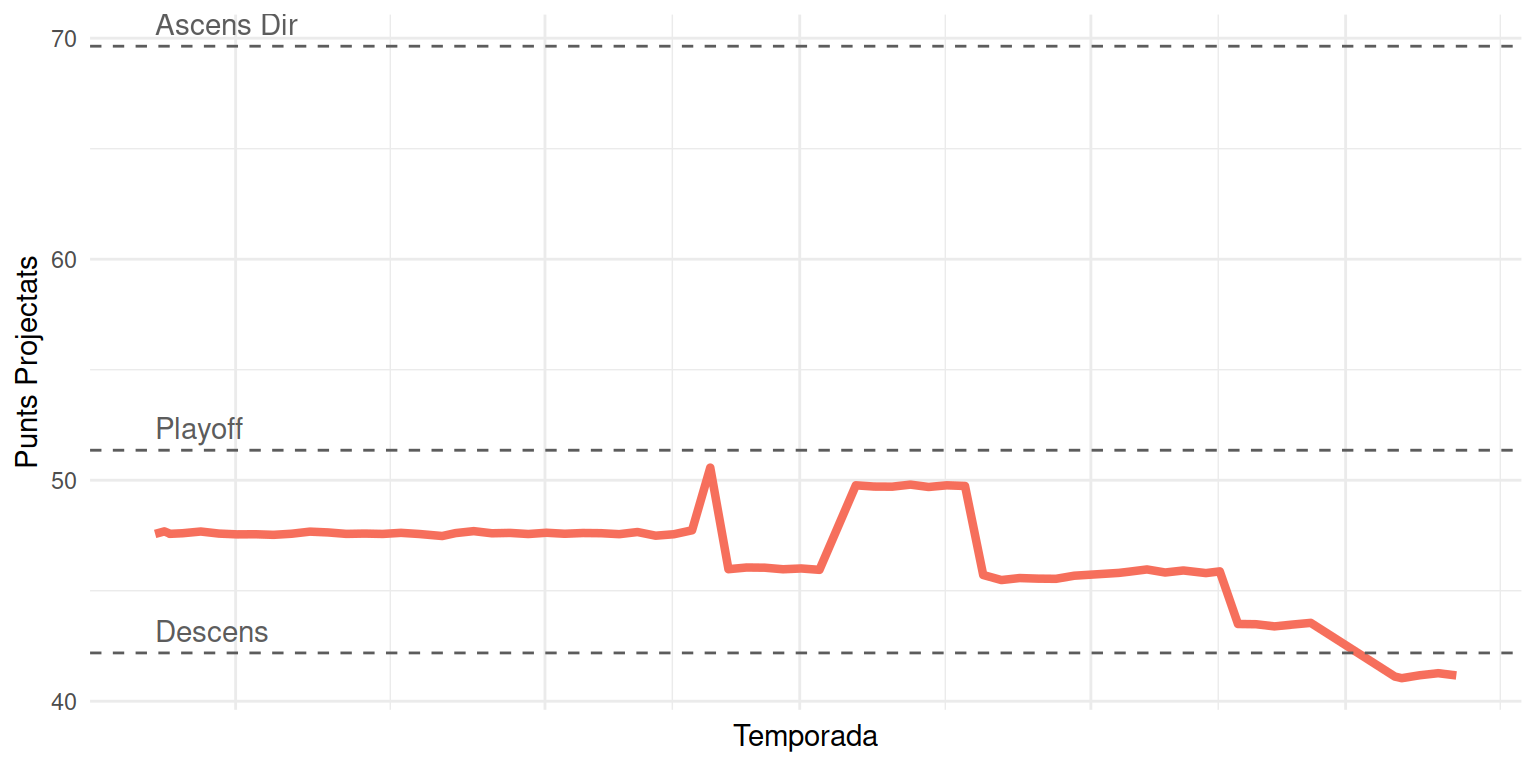 Ascens Dir
70
60
Punts Projectats
Playoff
50
Descens
40
Temporada